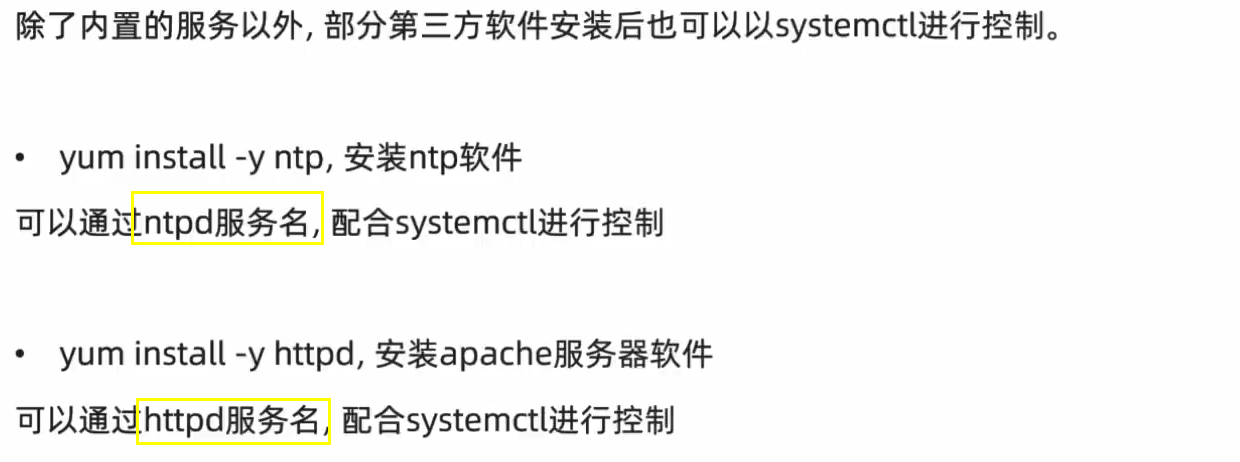 除了内置的服务以外, 部分第三方软件安装后也可以以systemctl进行控制。
• yum install -y ntp, 安装ntp软件
可以通过ntpd服务名, 配合systemctl进行控制
• yum install -y httpd, 安装apache服务器软件
可以通过httpd服务名, 配合systemctl进行控制